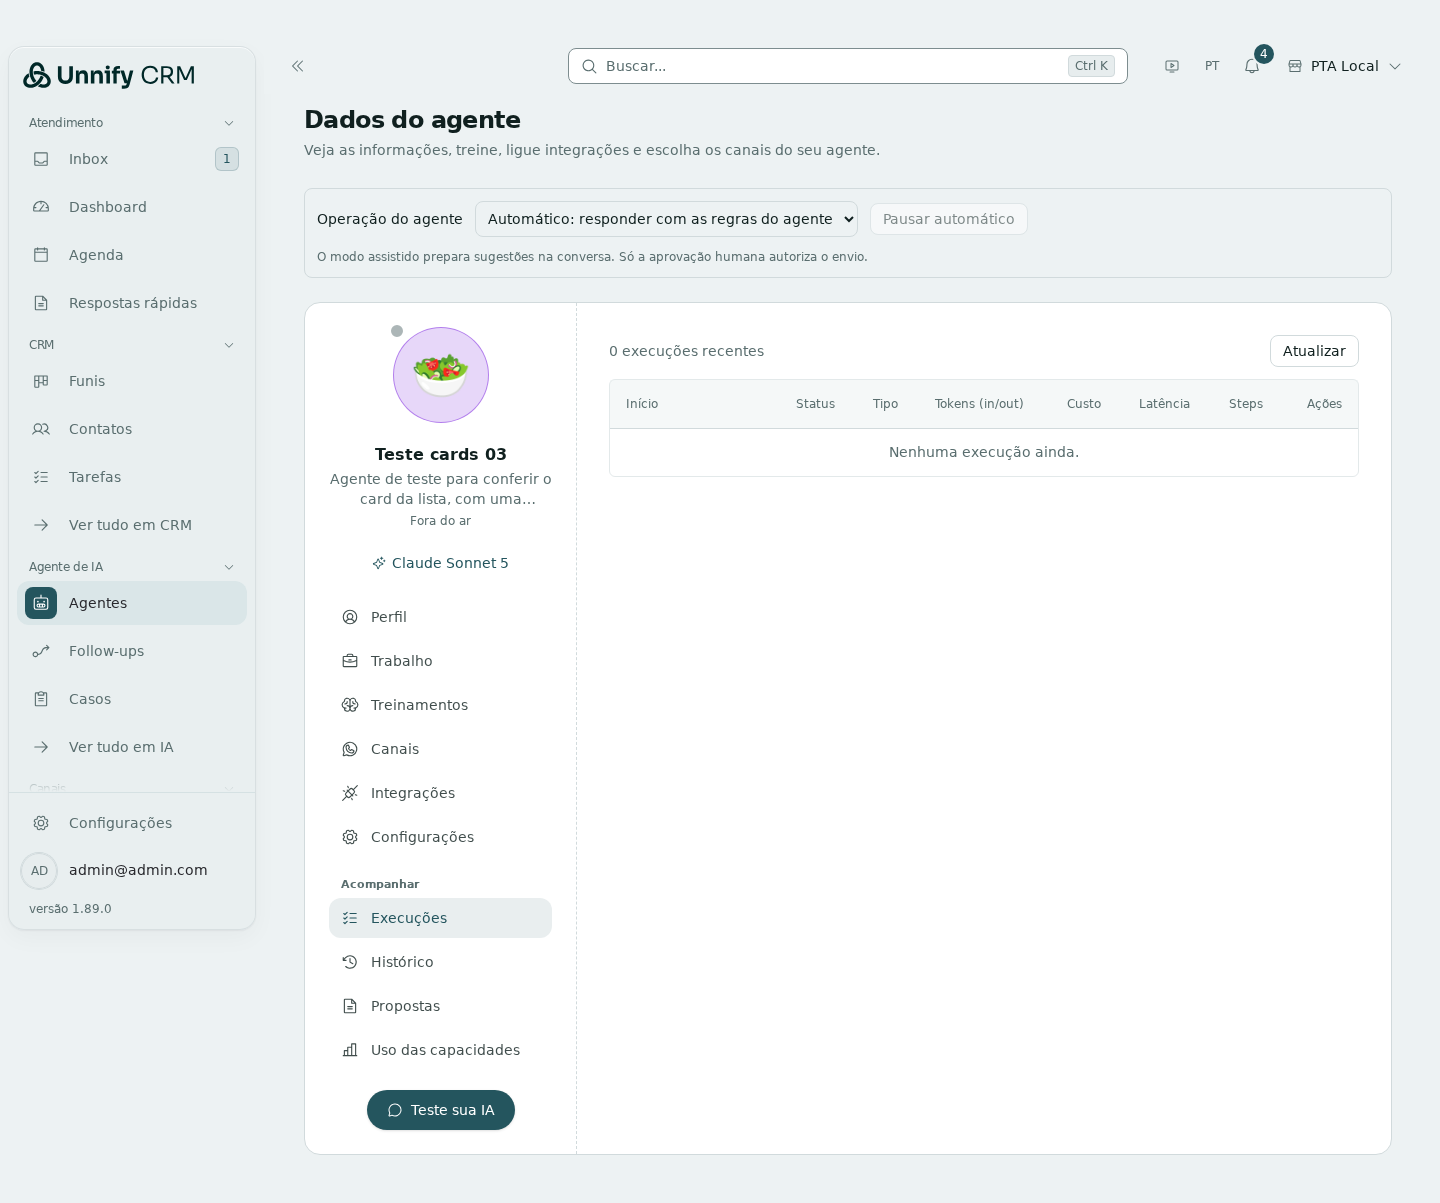 Unnify CRM
Atendimento
Inbox
1
Dashboard
Agenda
Respostas rápidas
CRM
Funis
Contatos
Tarefas
Ver tudo em CRM
Agente de IA
Agentes
Follow-ups
Casos
Ver tudo em IA
Canais
Configurações
AD
admin@admin.com
versão 1.89.0
Buscar...
Ctrl K
PT
4
PTA Local
Dados do agente
Veja as informações, treine, ligue integrações e escolha os canais do seu agente.
Operação do agente
Automático: responder com as regras do agente
Pausar automático
O modo assistido prepara sugestões na conversa. Só a aprovação humana autoriza o envio.
Teste cards 03
Agente de teste para conferir o
card da lista, com uma…
Fora do ar
Claude Sonnet 5
Perfil
Trabalho
Treinamentos
Canais
Integrações
Configurações
Acompanhar
Execuções
Histórico
Propostas
Uso das capacidades
Teste sua IA
0 execuções recentes
Atualizar
Início Status Tipo Tokens (in/out) Custo Latência Steps Ações
Nenhuma execução ainda.